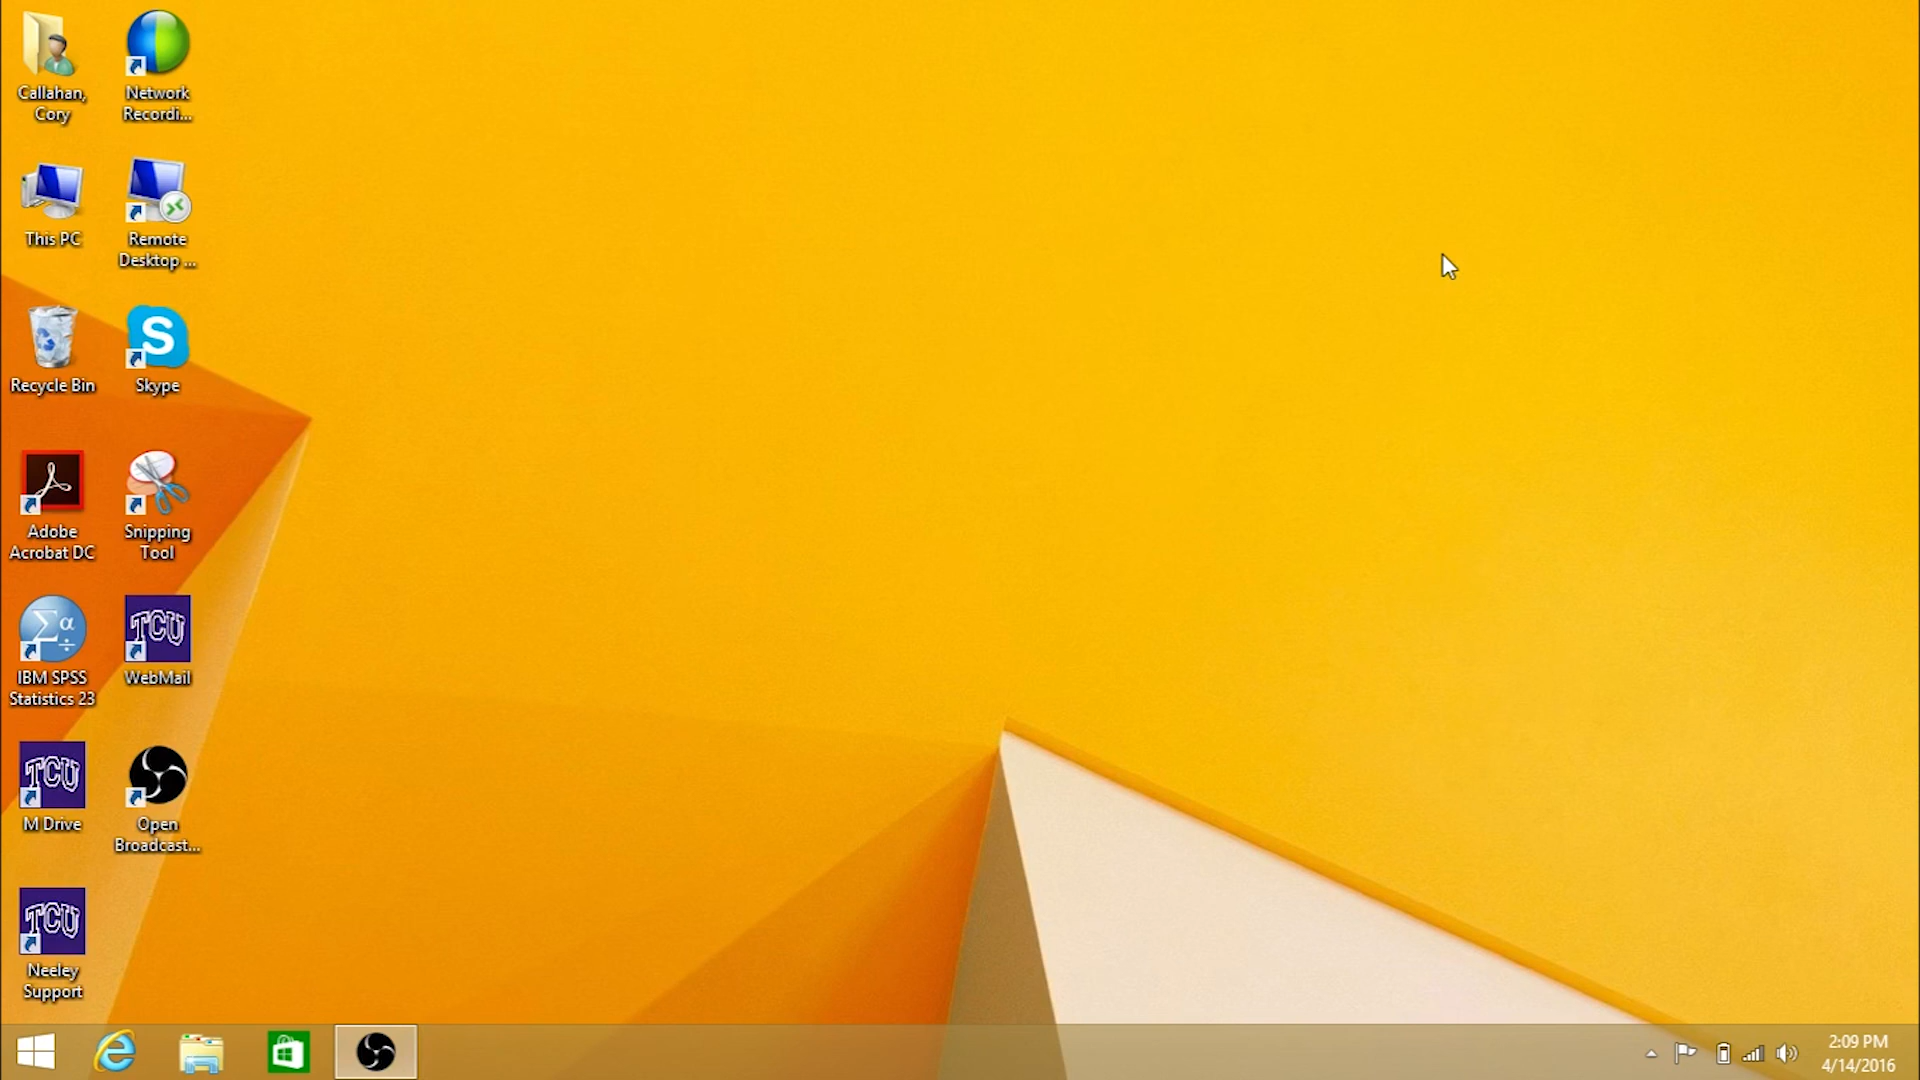 Callahan,
Cory
Network
Recordi...
This PC
Remote
Desktop ...
Recycle Bin
S
Skype
Adobe
Acrobat DC
Snipping
Tool
Σα
÷
IBM SPSS
Statistics 23
TCU
WebMail
TCU
M Drive
Open
Broadcast...
TCU
Neeley
Support
2:09 PM
4/14/2016